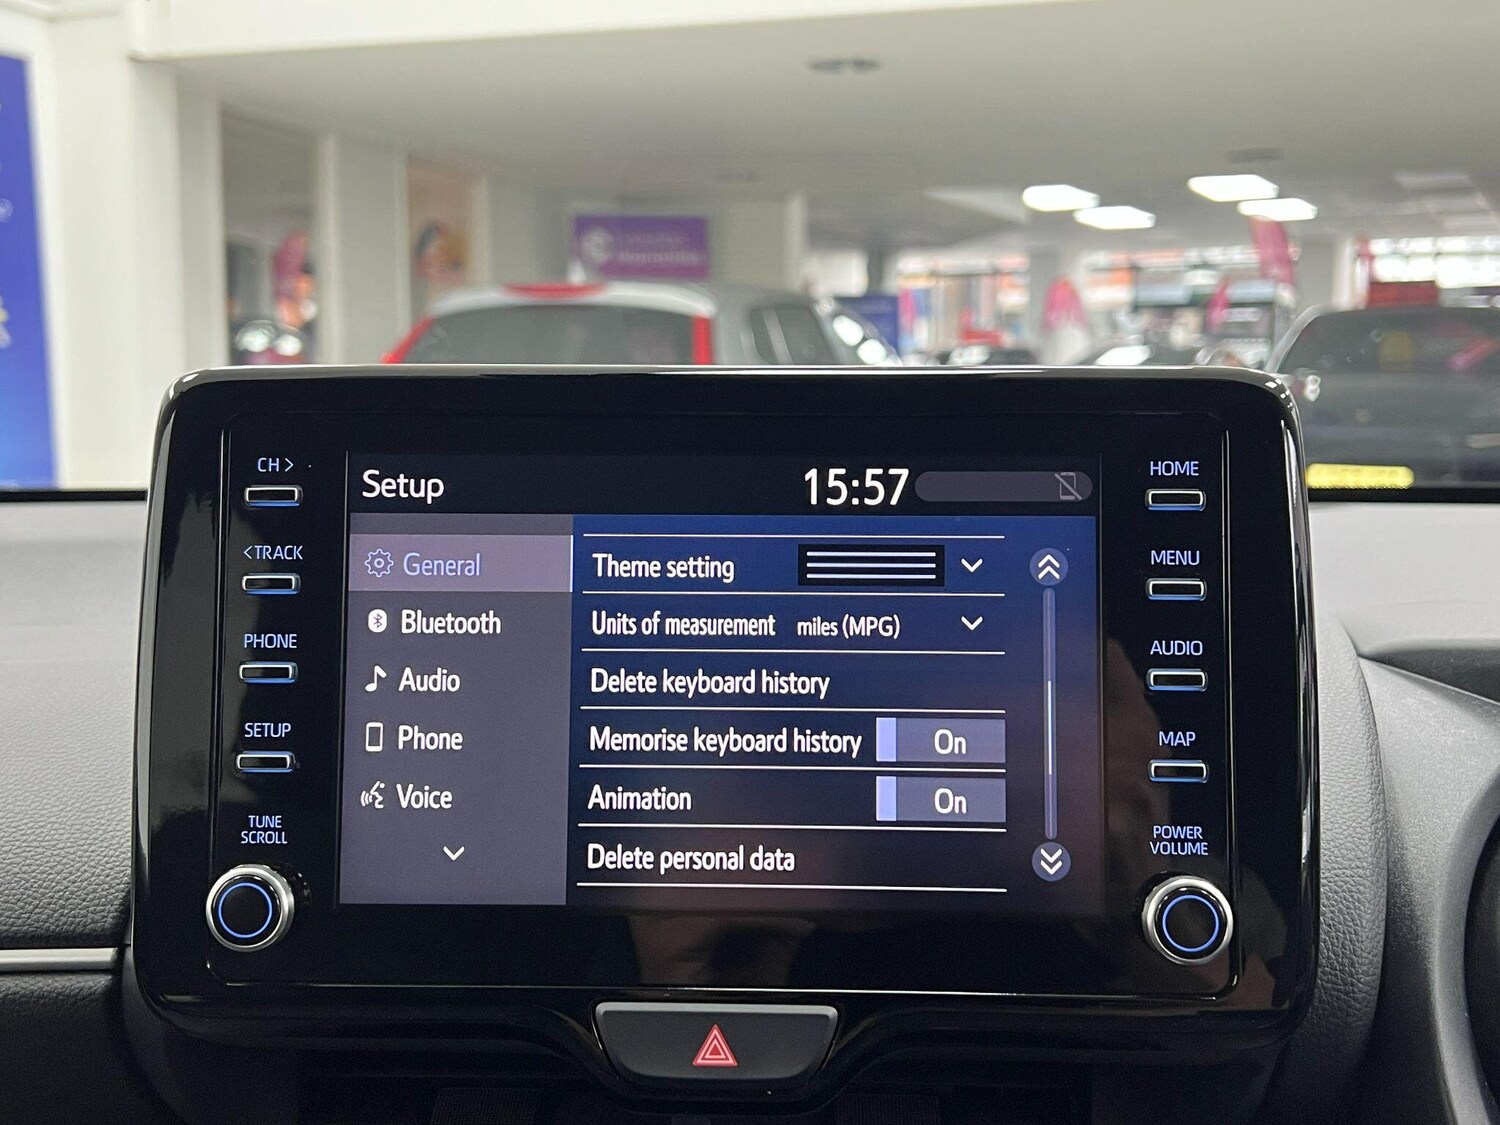 CH >
< TRACK
PHONE
SETUP
TUNE
SCROLL
Setup
15:57
General
Bluetooth
Audio
Phone
Voice
Theme setting
Units of measurement miles (MPG)
Delete keyboard history
Memorise keyboard history On
Animation On
Delete personal data
HOME
MENU
AUDIO
MAP
POWER
VOLUME